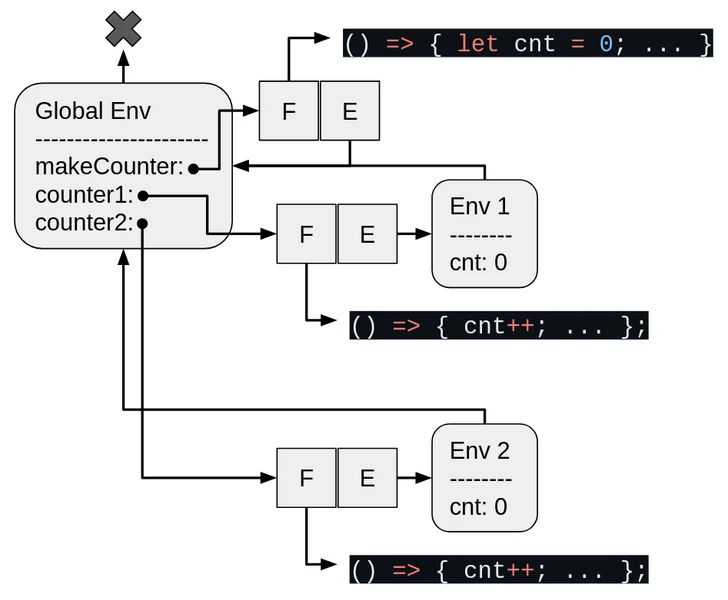 () => { let cnt = 0; ... }
Global Env
----------------------
makeCounter:
counter1:
counter2:
F E
F E
Env 1
--------
cnt: 0
() => { cnt++; ... };
F E
Env 2
--------
cnt: 0
() => { cnt++; ... };